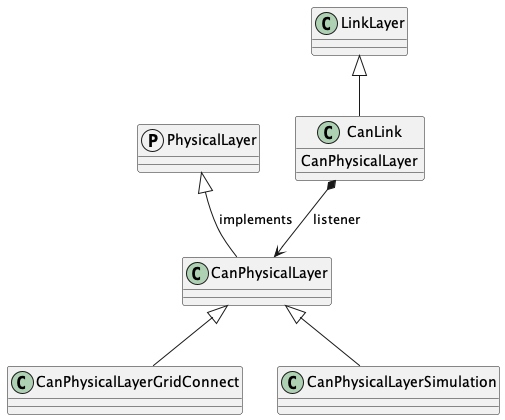 C LinkLayer
C CanLink
CanPhysicalLayer
P PhysicalLayer
implements
listener
C CanPhysicalLayer
C CanPhysicalLayerGridConnect
C CanPhysicalLayerSimulation